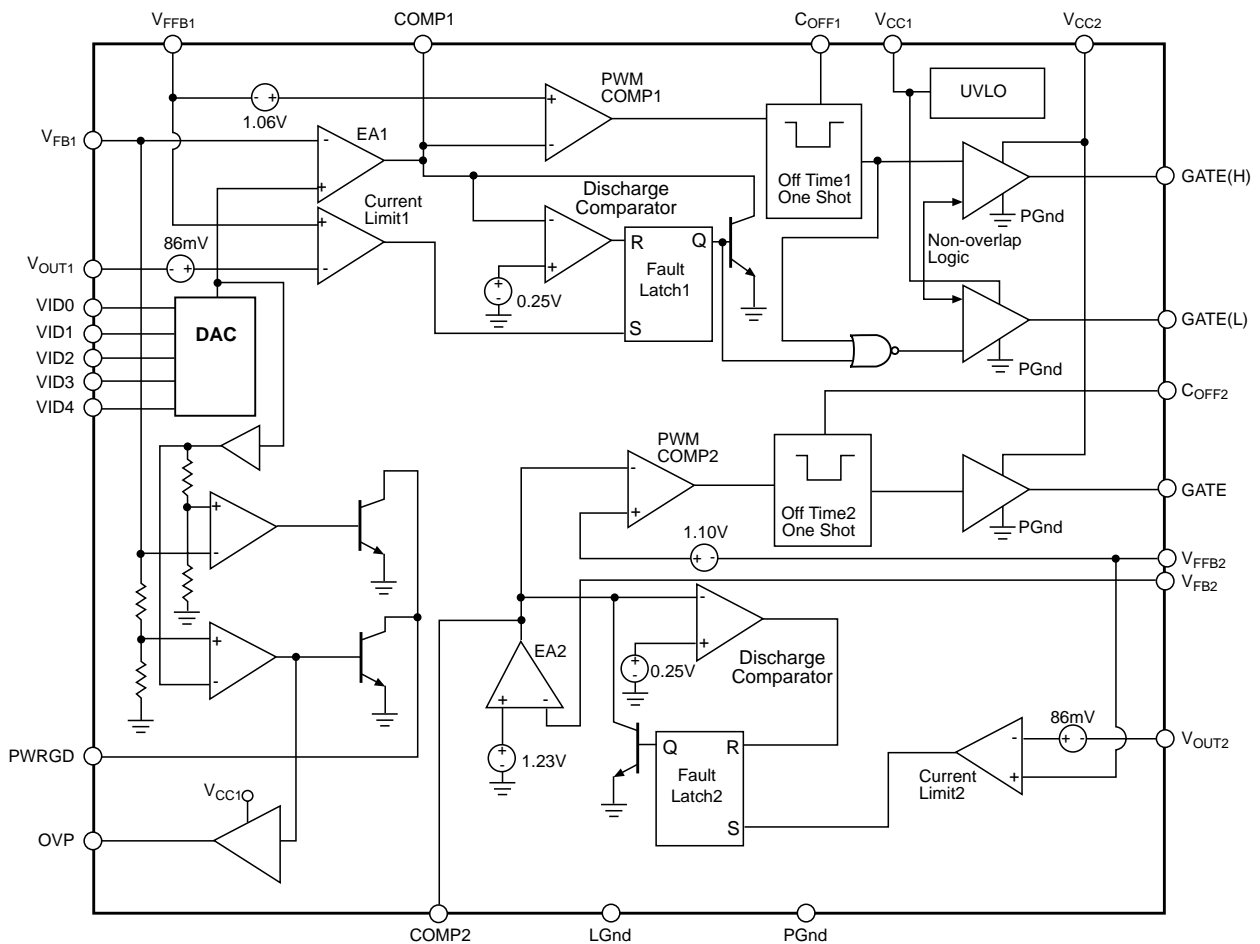 VFFB1
COMP1
COFF1
VCC1
VCC2
- +
1.06V
+
-
PWM
COMP1
UVLO
VFB1
EA1
-
+
Off Time1
One Shot
GATE(H)
PGnd
Current
Limit1
+
-
Discharge
Comparator
-
+
0.25V
+
-
R
Q
Fault
Latch1
S
Non-overlap
Logic
86mV
- +
VOUT1
VID0
VID1
VID2
VID3
VID4
DAC
GATE(L)
PGnd
COFF2
PWM
COMP2
-
+
Off Time2
One Shot
GATE
PGnd
1.10V
+ -
VFFB2
VFB2
+
-
+
-
EA2
+
-
+
-
1.23V
-
+
+
-
0.25V
Discharge
Comparator
Q
R
Fault
Latch2
S
86mV
+ -
-
+
Current
Limit2
VOUT2
PWRGD
VCC1
OVP
COMP2
LGnd
PGnd